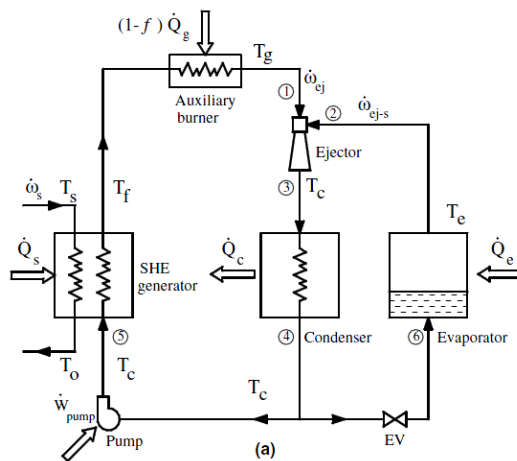 (1-f) Q̇g
Tg
ω̇ej
Auxiliary
burner
①
②
ω̇ej-s
Ejector
ω̇s
Ts
Tf
③
Tc
Te
Q̇s
SHE
generator
Q̇c
Q̇e
⑤
④
Condenser
⑥
Evaporator
To
Tc
Tc
Ẇpump
Pump
(a)
EV